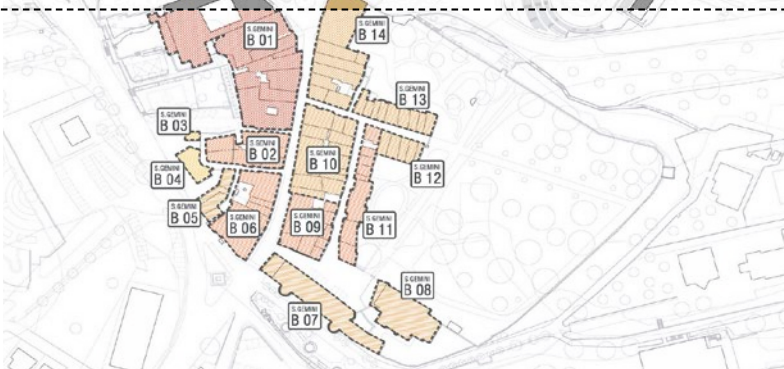 S.GEMINI
B 14
S.GEMINI
B 01
S.GEMINI
B 13
S.GEMINI
B 03
S.GEMINI
B 02
S.GEMINI
B 10
S.GEMINI
B 12
S.GEMINI
B 04
S.GEMINI
B 05
S.GEMINI
B 06
S.GEMINI
B 09
S.GEMINI
B 11
S.GEMINI
B 08
S.GEMINI
B 07